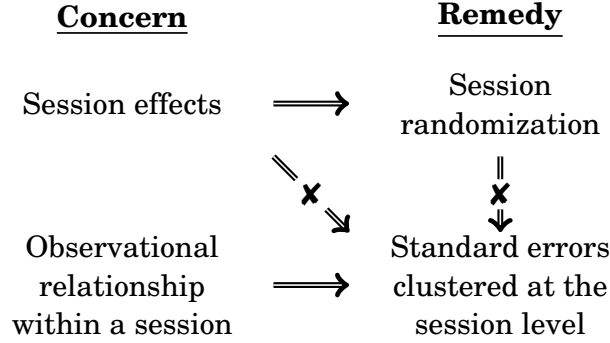 Concern
Remedy
Session effects
Session
randomization
✘
✘
Observational
relationship
within a session
Standard errors
clustered at the
session level